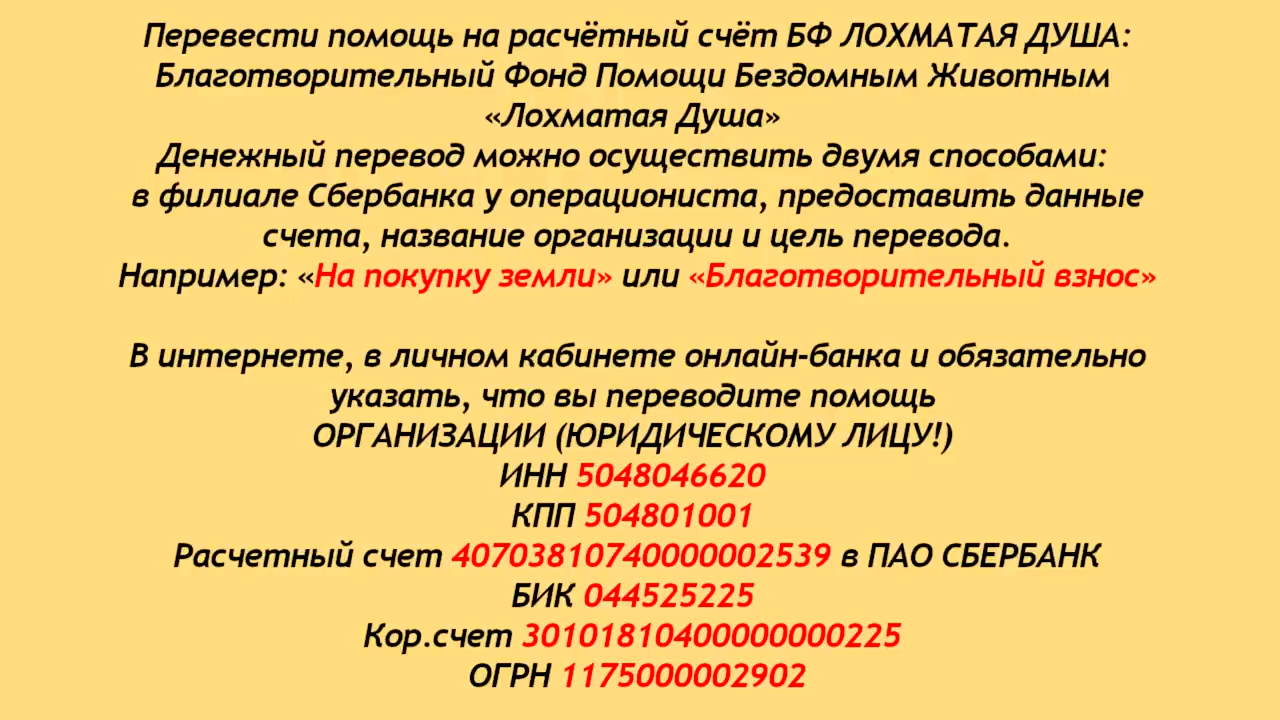 Перевести помощь на расчётный счёт БФ ЛОХМАТАЯ ДУША:
Благотворительный Фонд Помощи Бездомным Животным
«Лохматая Душа»
Денежный перевод можно осуществить двумя способами:
в филиале Сбербанка у операциониста, предоставить данные
счета, название организации и цель перевода.
Например: «На покупку земли» или «Благотворительный взнос»
В интернете, в личном кабинете онлайн-банка и обязательно
указать, что вы переводите помощь
ОРГАНИЗАЦИИ (ЮРИДИЧЕСКОМУ ЛИЦУ!)
ИНН 5048046620
КПП 504801001
Расчетный счет 40703810740000002539 в ПАО СБЕРБАНК
БИК 044525225
Кор.счет 30101810400000000225
ОГРН 1175000002902